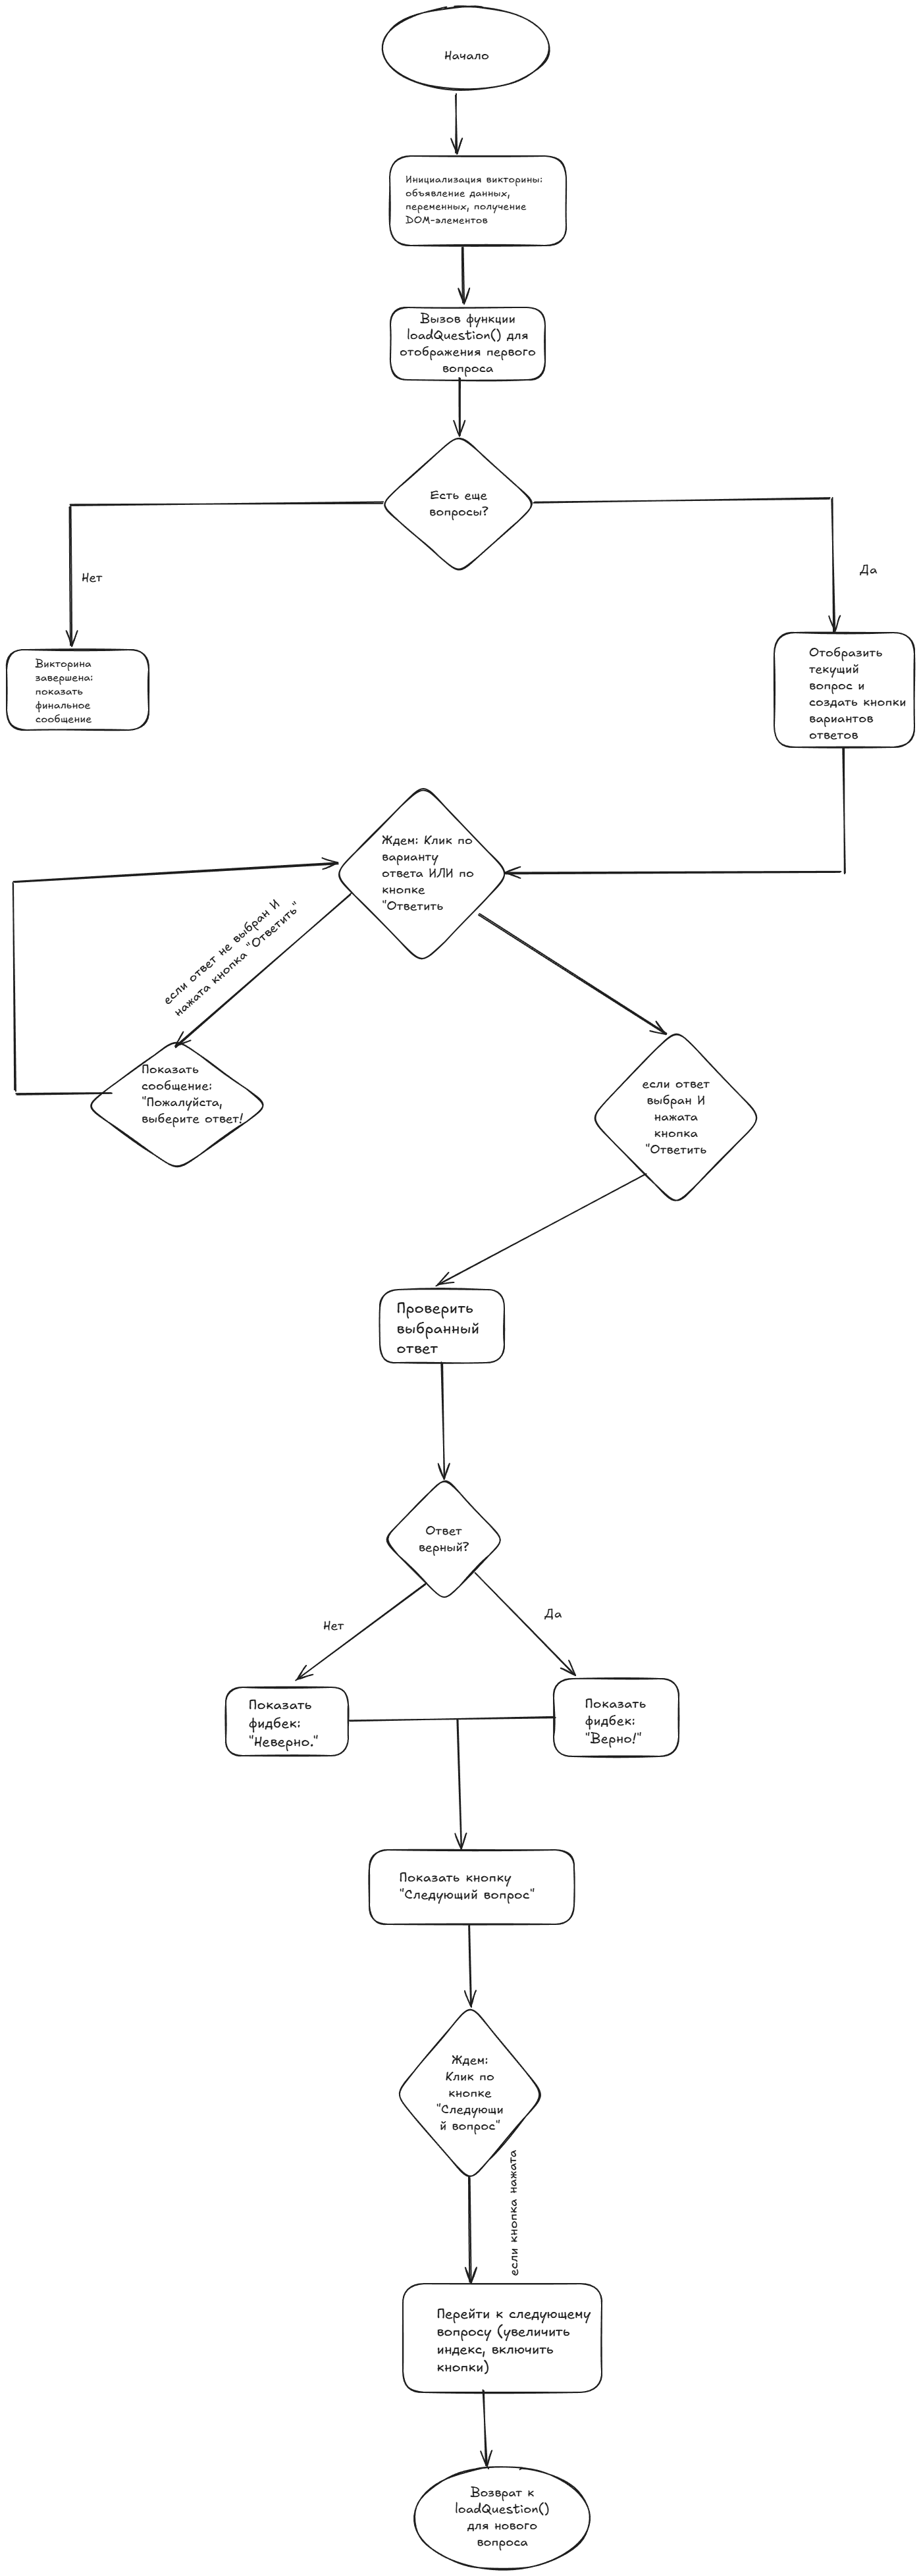 Начало
Инициализация викторины:
объявление данных,
переменных, получение
DOM-элементов
Вызов функции
loadQuestion() для
отображения первого
вопроса
Есть еще
вопросы?
Нет
Да
Викторина
завершена:
показать
финальное
сообщение
Отобразить
текущий
вопрос и
создать кнопки
вариантов
ответов
Ждем: Клик по
варианту
ответа ИЛИ по
кнопке
"Ответить
если ответ не выбран И
нажата кнопка "Ответить"
Показать
сообщение:
"Пожалуйста,
выберите ответ!
если ответ
выбран И
нажата
кнопка
"Ответить
Проверить
выбранный
ответ
Ответ
верный?
Нет
Да
Показать
фидбек:
"Неверно."
Показать
фидбек:
"Верно!"
Показать кнопку
"Следующий вопрос"
Ждем:
Клик по
кнопке
"Следующи
й вопрос"
если кнопка нажата
Перейти к следующему
вопросу (увеличить
индекс, включить
кнопки)
Возврат к
loadQuestion()
для нового
вопроса